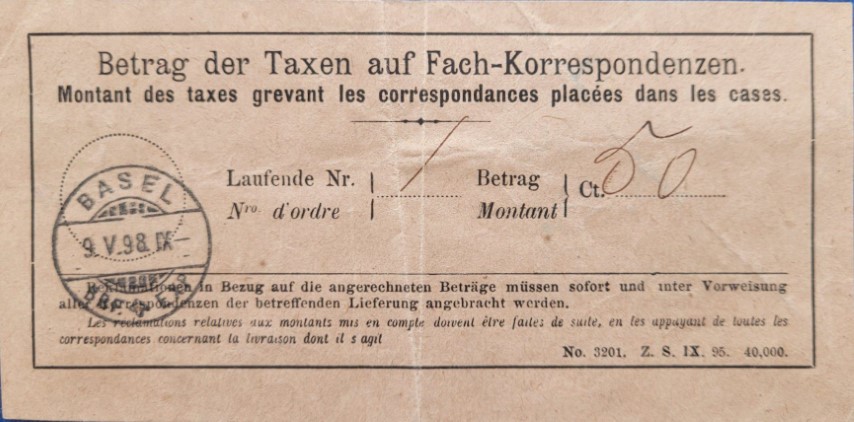 Betrag der Taxen auf Fach-Korrespondenzen.
Montant des taxes grevant les correspondances placées dans les cases.
Laufende Nr. 1 Betrag Ct. 50
Nro. d'ordre Montant
BASEL
9.V.98.IX
BRF.
Reklamationen in Bezug auf die angerechneten Beträge müssen sofort und unter Vorweisung
aller Korrespondenzen der betreffenden Lieferung angebracht werden.
Les réclamations relatives aux montants mis en compte doivent être faites de suite, en les appuyant de toutes les
correspondances concernant la livraison dont il s agit
No. 3201. Z. S. IX. 95. 40,000.